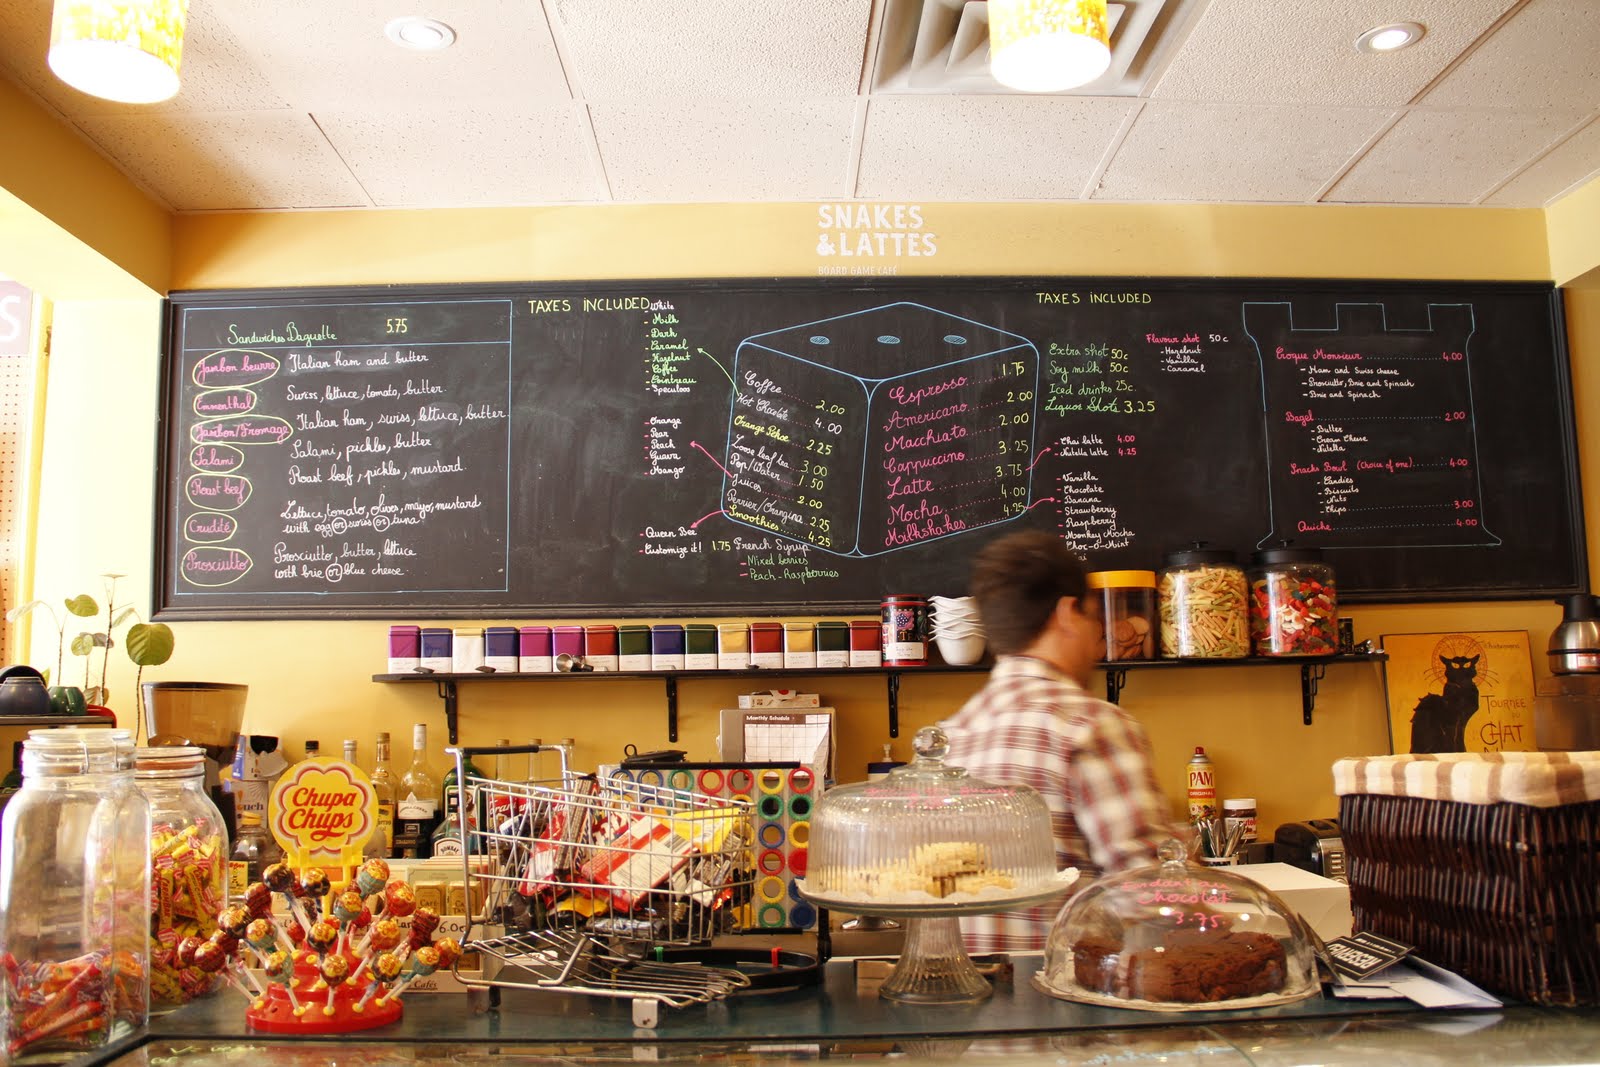 SNAKES
& LATTES
BOARD GAME CAFÉ
Sandwiches Baguette 5.75
Jambon beurre Italian ham and butter
Emmenthal Swiss, lettuce, tomato, butter.
Jambon/Fromage Italian ham, swiss, lettuce, butter.
Salami Salami, pickles, butter
Roast beef Roast beef, pickles, mustard.
Crudité Lettuce, tomato, olives, mayo, mustard
with egg (or) swiss (or) tuna
Prosciutto Prosciutto, butter, lettuce
with brie (or) blue cheese.
TAXES INCLUDED
- White
- Milk
- Dark
- Caramel
- Hazelnut
- Coffee
- Cointreau
- Speculoos
- Orange
- Pear
- Peach
- Guava
- Mango
- Queen Bee
- Customize it!
Coffee 2.00
Hot Chocolate 4.00
Orange 2.25
Loose leaf tea 3.00
Pop/Water 1.50
Juices 2.00
Perrier/Orangina 2.25
Smoothies 4.25
1.75 French Syrup
- Mixed berries
- Peach-Raspberries
Espresso 1.75
Americano 2.00
Macchiato 2.00
Cappuccino 3.25
Latte 3.75
Mocha 4.00
Milkshakes 4.25
TAXES INCLUDED
Extra shot 50c
Soy milk 50c
Iced drinks 25c.
Liquor Shots 3.25
Flavour shot 50c
- Hazelnut
- Vanilla
- Caramel
- Chai latte 4.00
- Nutella latte 4.25
- Vanilla
- Chocolate
- Banana
- Strawberry
- Raspberry
- Monkey Mocha
- Choc-o-Mint
Croque Monsieur 4.00
- Ham and Swiss cheese
- Prosciutto, Brie and Spinach
- Brie and Spinach
Bagel 2.00
- Butter
- Cream Cheese
- Nutella
Snacks Bowl (Choice of one) 4.00
- Candies
- Biscuits
- Nuts
- Chips 3.00
Quiche 4.00
Monthly Schedule
TOURNÉE
DU
CHAT
PAM
Chupa
Chups
Chocolat
3.75